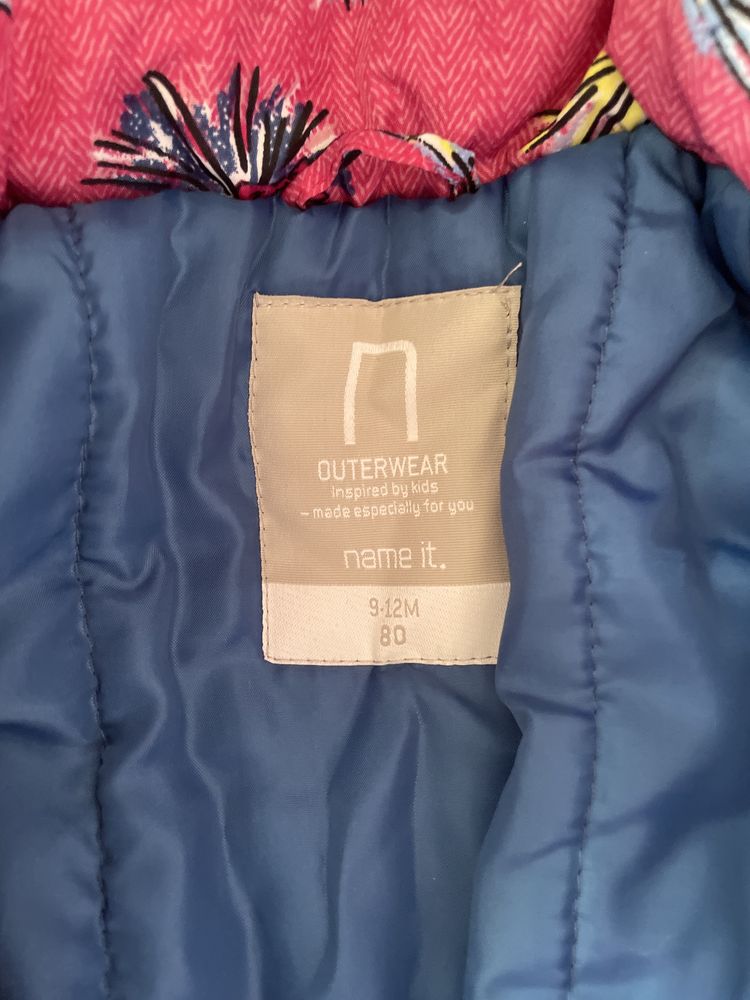 OUTERWEAR
Inspired by kids
– made especially for you
name it.
9-12M
80